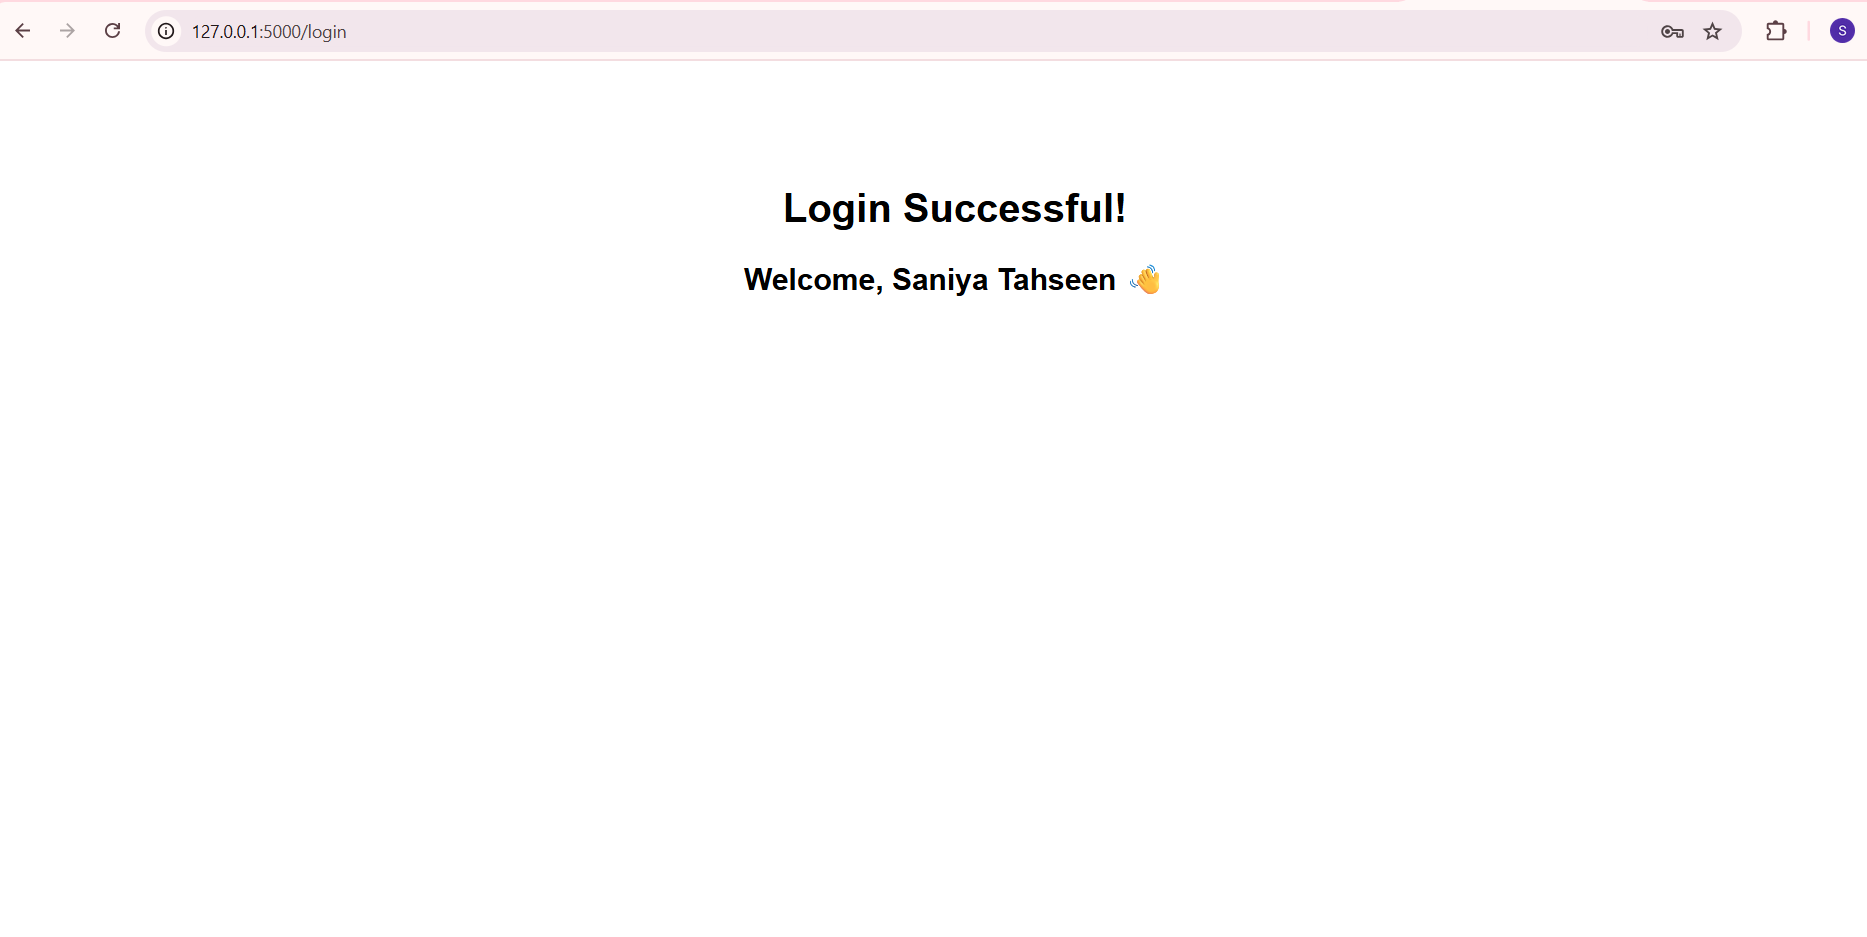 127.0.0.1:5000/login
S
Login Successful!
Welcome, Saniya Tahseen 👋